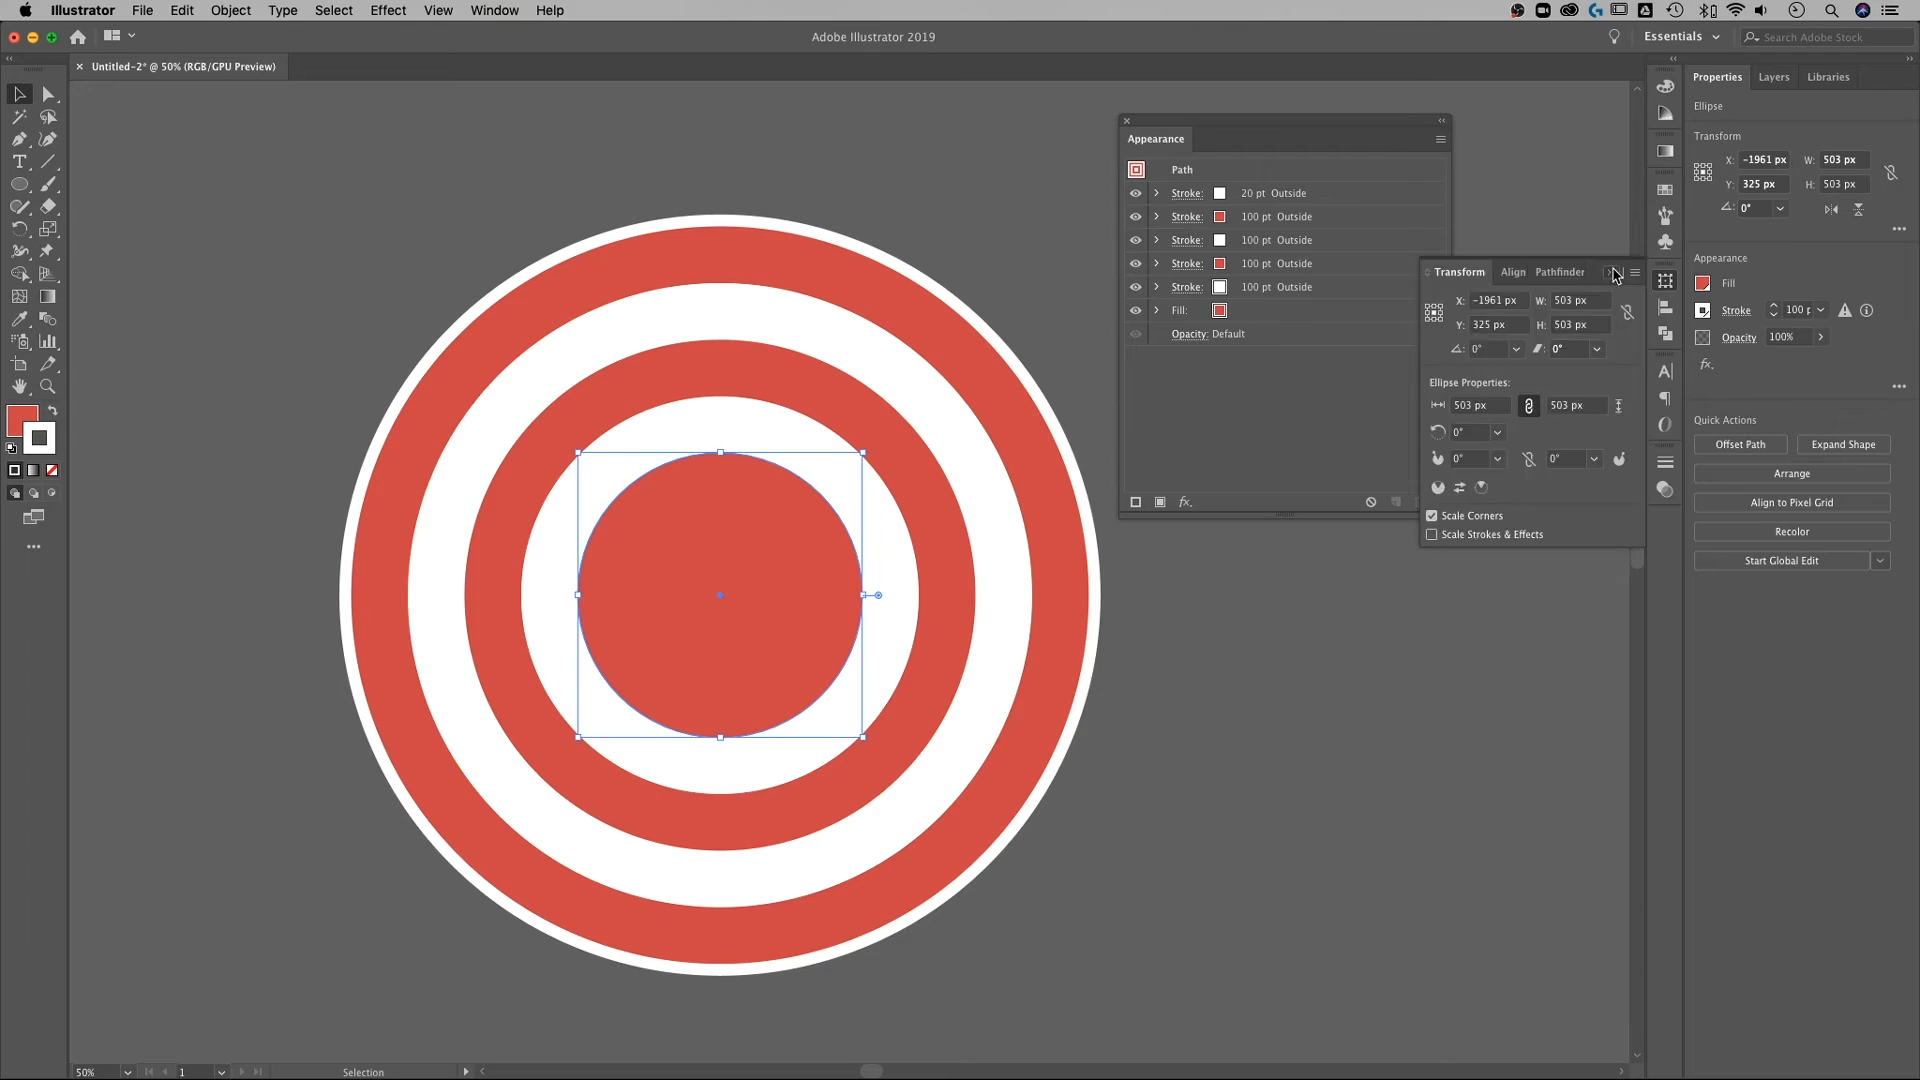 Illustrator File Edit Object Type Select Effect View Window Help
Adobe Illustrator 2019
Essentials
Search Adobe Stock
× Untitled-2* @ 50% (RGB/GPU Preview)
Properties Layers Libraries
Ellipse
Transform
X: -1961 px W: 503 px
Y: 325 px H: 503 px
0°
Appearance
Fill
Stroke 100 p
Opacity 100%
fx.
Quick Actions
Offset Path Expand Shape
Arrange
Align to Pixel Grid
Recolor
Start Global Edit
Appearance
Path
Stroke: 20 pt Outside
Stroke: 100 pt Outside
Stroke: 100 pt Outside
Stroke: 100 pt Outside
Stroke: 100 pt Outside
Fill:
Opacity: Default
fx.
Transform Align Pathfinder
X: -1961 px W: 503 px
Y: 325 px H: 503 px
0° 0°
Ellipse Properties:
503 px 503 px
0°
0° 0°
Scale Corners
Scale Strokes & Effects
50% 1 Selection